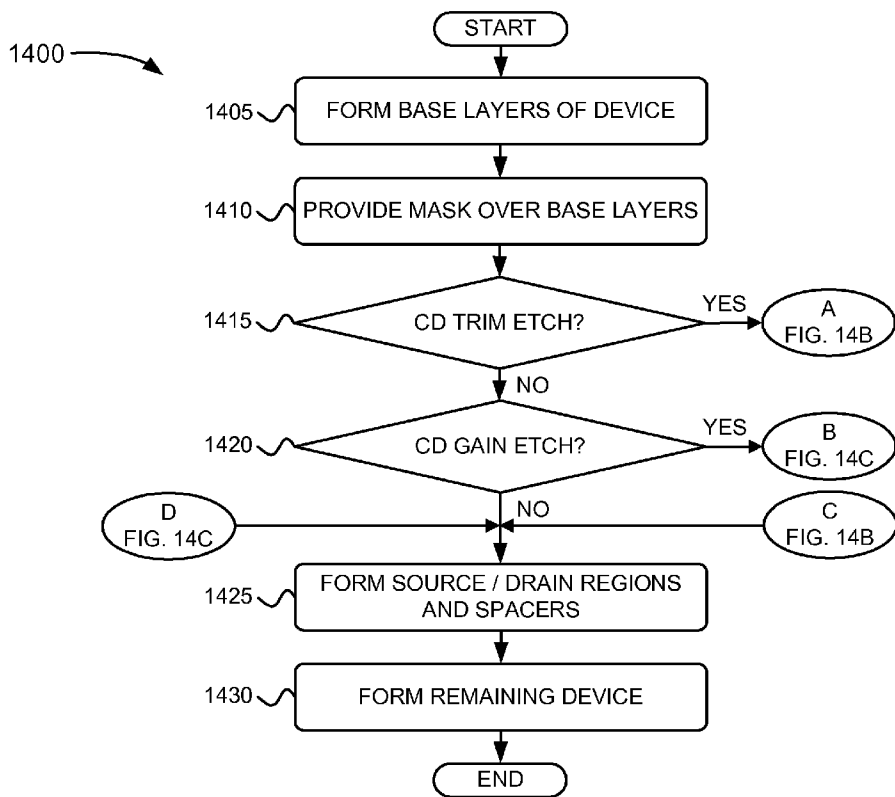 START
1400
1405
FORM BASE LAYERS OF DEVICE
1410
PROVIDE MASK OVER BASE LAYERS
1415
CD TRIM ETCH?
YES
A
FIG. 14B
NO
1420
CD GAIN ETCH?
YES
B
FIG. 14C
NO
D
FIG. 14C
C
FIG. 14B
1425
FORM SOURCE / DRAIN REGIONS
AND SPACERS
1430
FORM REMAINING DEVICE
END